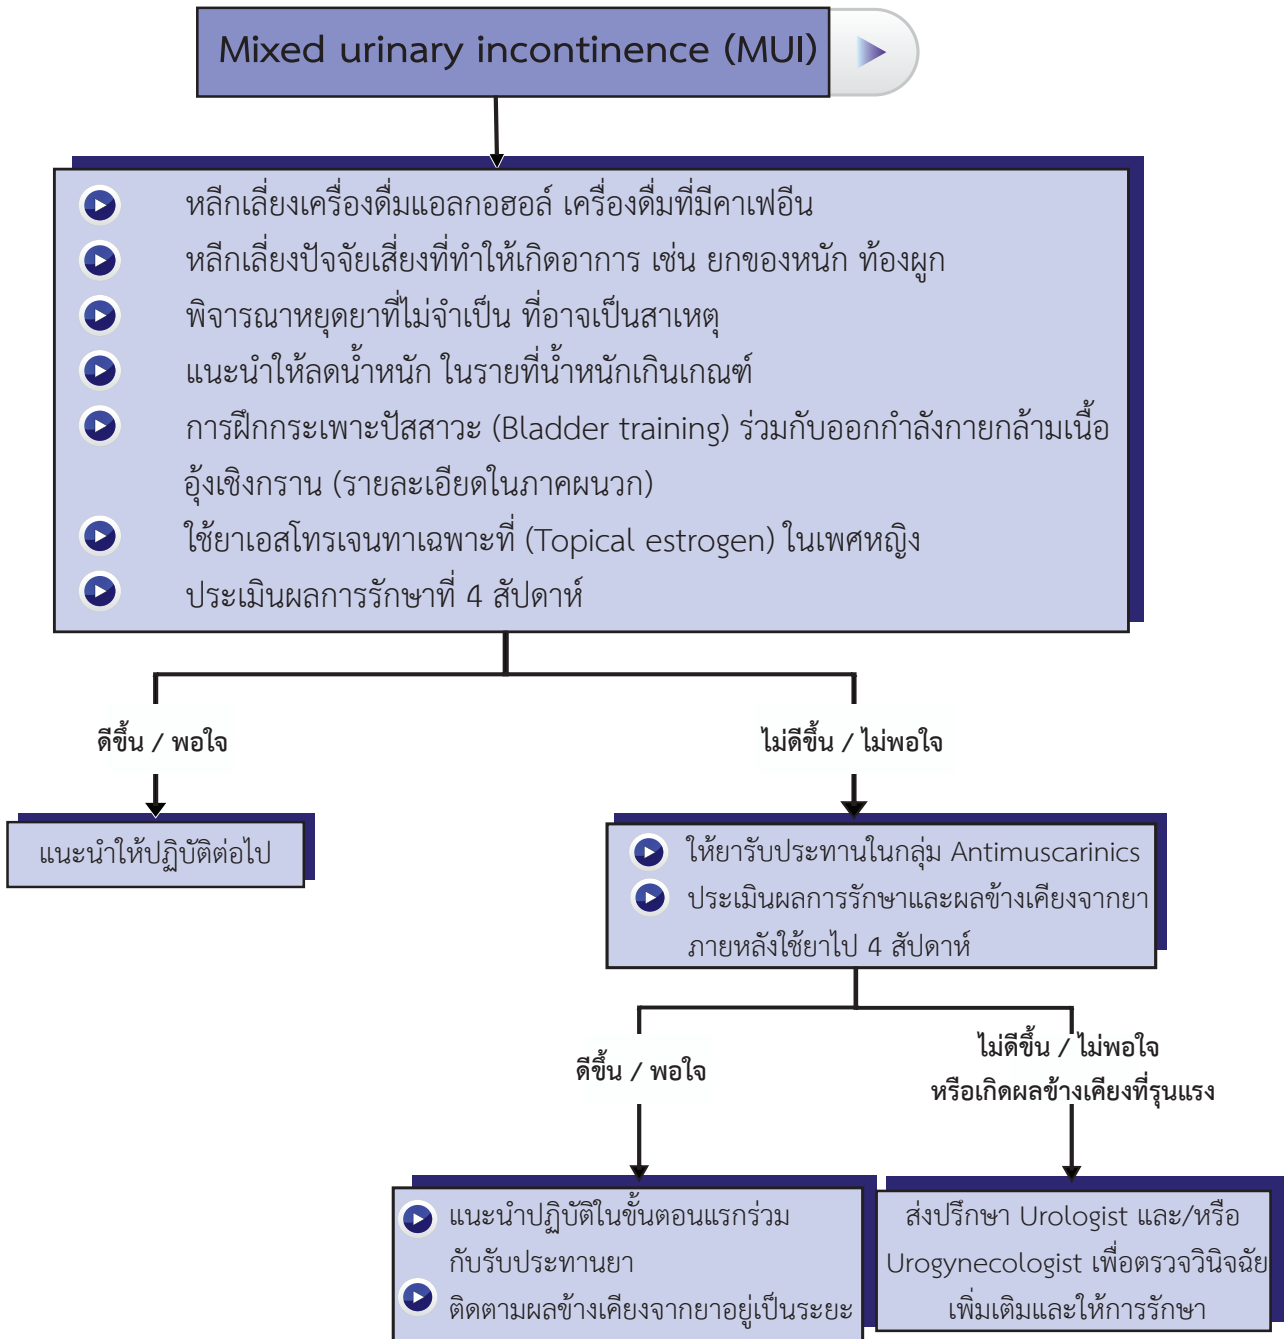 Mixed urinary incontinence (MUI)
หลีกเลี่ยงเครื่องดื่มแอลกอฮอล์ เครื่องดื่มที่มีคาเฟอีน
หลีกเลี่ยงปัจจัยเสี่ยงที่ทำให้เกิดอาการ เช่น ยกของหนัก ท้องผูก
พิจารณาหยุดยาที่ไม่จำเป็น ที่อาจเป็นสาเหตุ
แนะนำให้ลดน้ำหนัก ในรายที่น้ำหนักเกินเกณฑ์
การฝึกกระเพาะปัสสาวะ (Bladder training) ร่วมกับออกกำลังกายกล้ามเนื้อ
อุ้งเชิงกราน (รายละเอียดในภาคผนวก)
ใช้ยาเอสโทรเจนทาเฉพาะที่ (Topical estrogen) ในเพศหญิง
ประเมินผลการรักษาที่ 4 สัปดาห์
ดีขึ้น / พอใจ
ไม่ดีขึ้น / ไม่พอใจ
แนะนำให้ปฏิบัติต่อไป
ให้ยารับประทานในกลุ่ม Antimuscarinics
ประเมินผลการรักษาและผลข้างเคียงจากยา
ภายหลังใช้ยาไป 4 สัปดาห์
ดีขึ้น / พอใจ
ไม่ดีขึ้น / ไม่พอใจ
หรือเกิดผลข้างเคียงที่รุนแรง
แนะนำปฏิบัติในขั้นตอนแรกร่วม
กับรับประทานยา
ติดตามผลข้างเคียงจากยาอยู่เป็นระยะ
ส่งปรึกษา Urologist และ/หรือ
Urogynecologist เพื่อตรวจวินิจฉัย
เพิ่มเติมและให้การรักษา